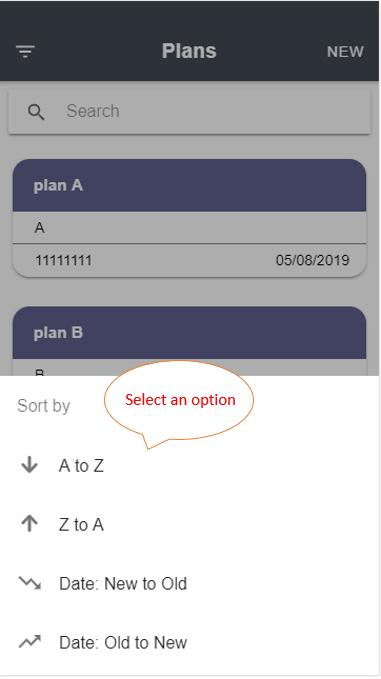 Plans NEW
Search
plan A
A
11111111 05/08/2019
plan B
B
Sort by
Select an option
A to Z
Z to A
Date: New to Old
Date: Old to New